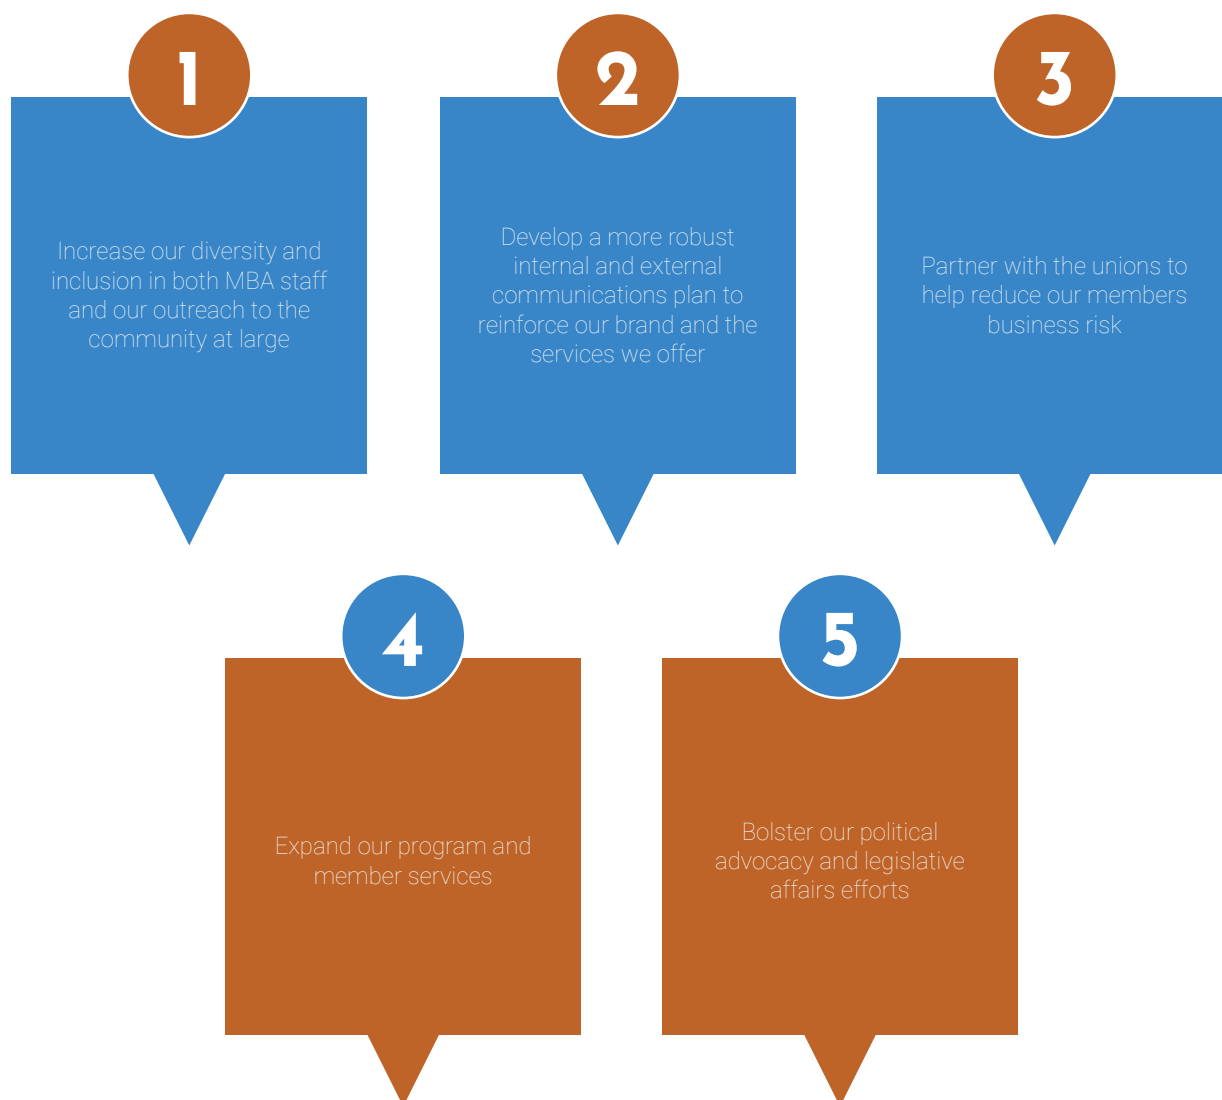 1
Increase our diversity and
inclusion in both MBA staff
and our outreach to the
community at large
2
Develop a more robust
internal and external
communications plan to
reinforce our brand and the
services we offer
3
Partner with the unions to
help reduce our members
business risk
4
Expand our program and
member services
5
Bolster our political
advocacy and legislative
affairs efforts